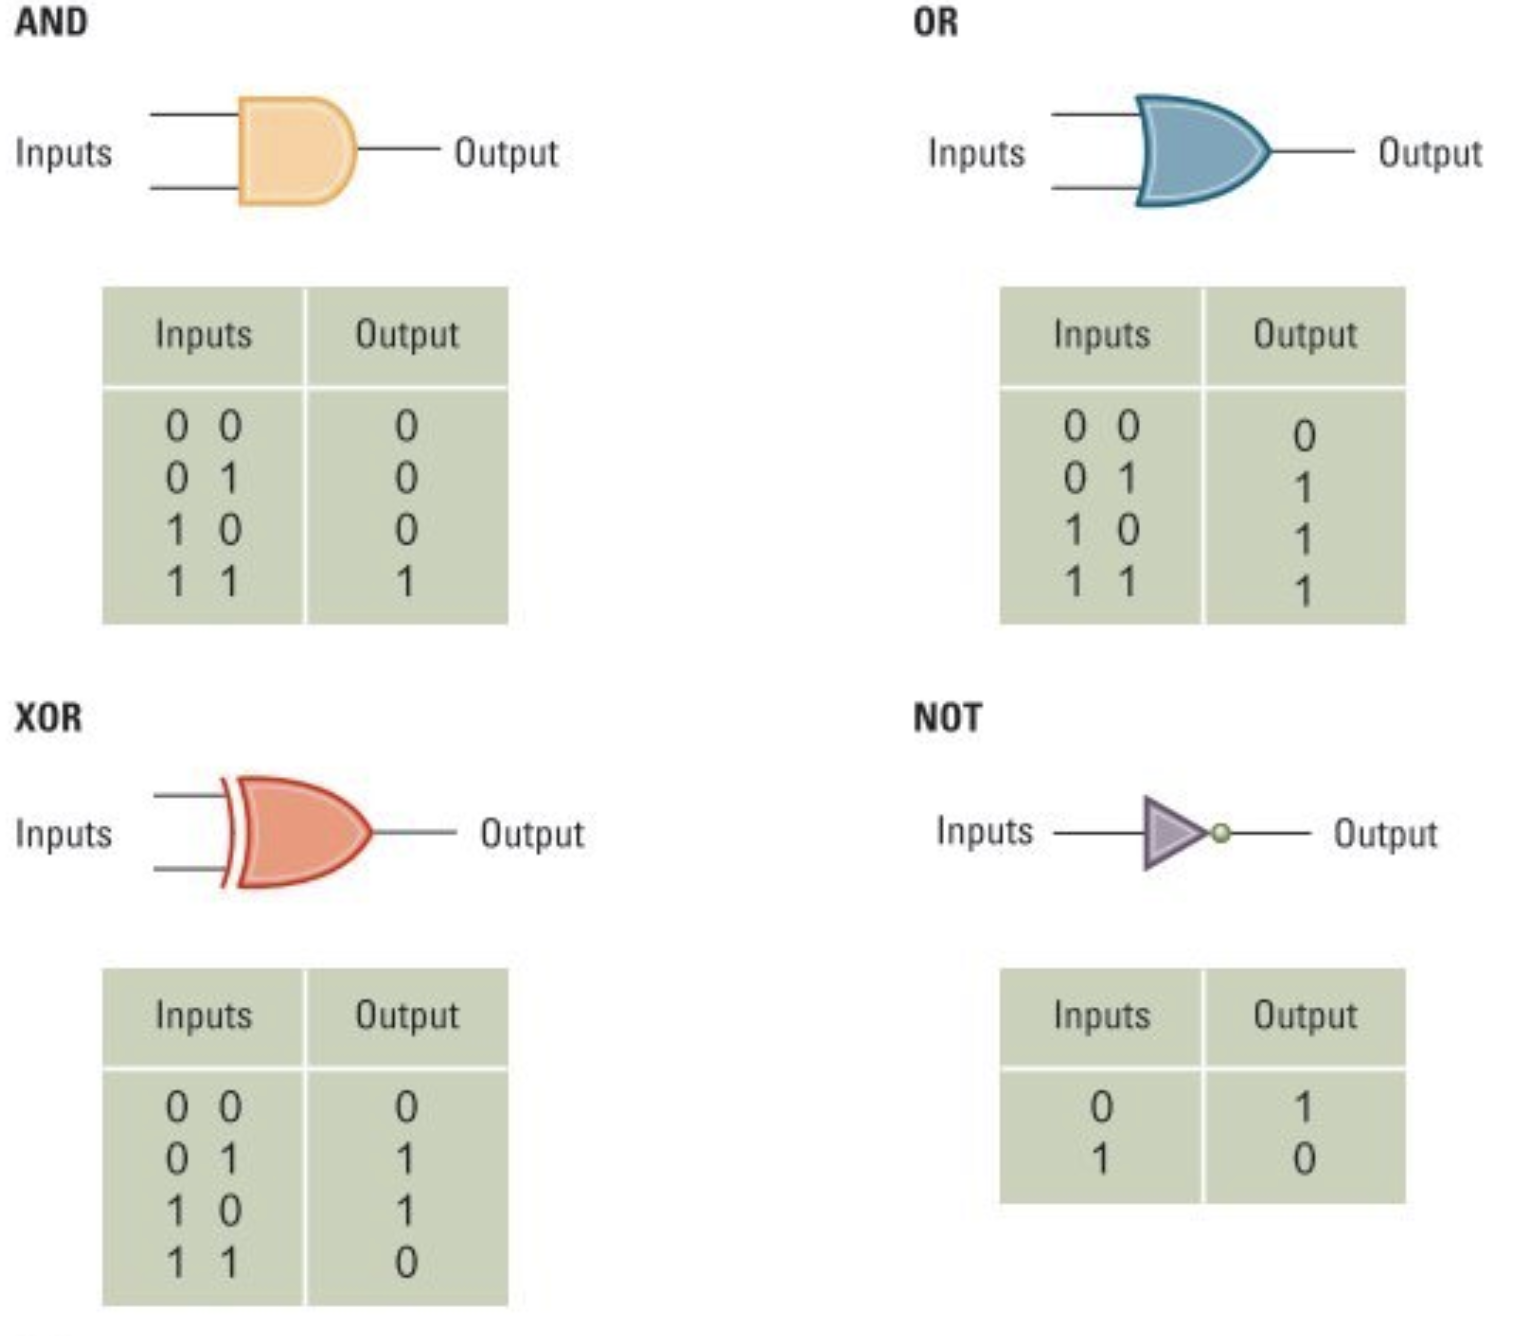 AND
Inputs
Output
Inputs Output
0 0 0
0 1 0
1 0 0
1 1 1
OR
Inputs
Output
Inputs Output
0 0 0
0 1 1
1 0 1
1 1 1
XOR
Inputs
Output
Inputs Output
0 0 0
0 1 1
1 0 1
1 1 0
NOT
Inputs
Output
Inputs Output
0 1
1 0